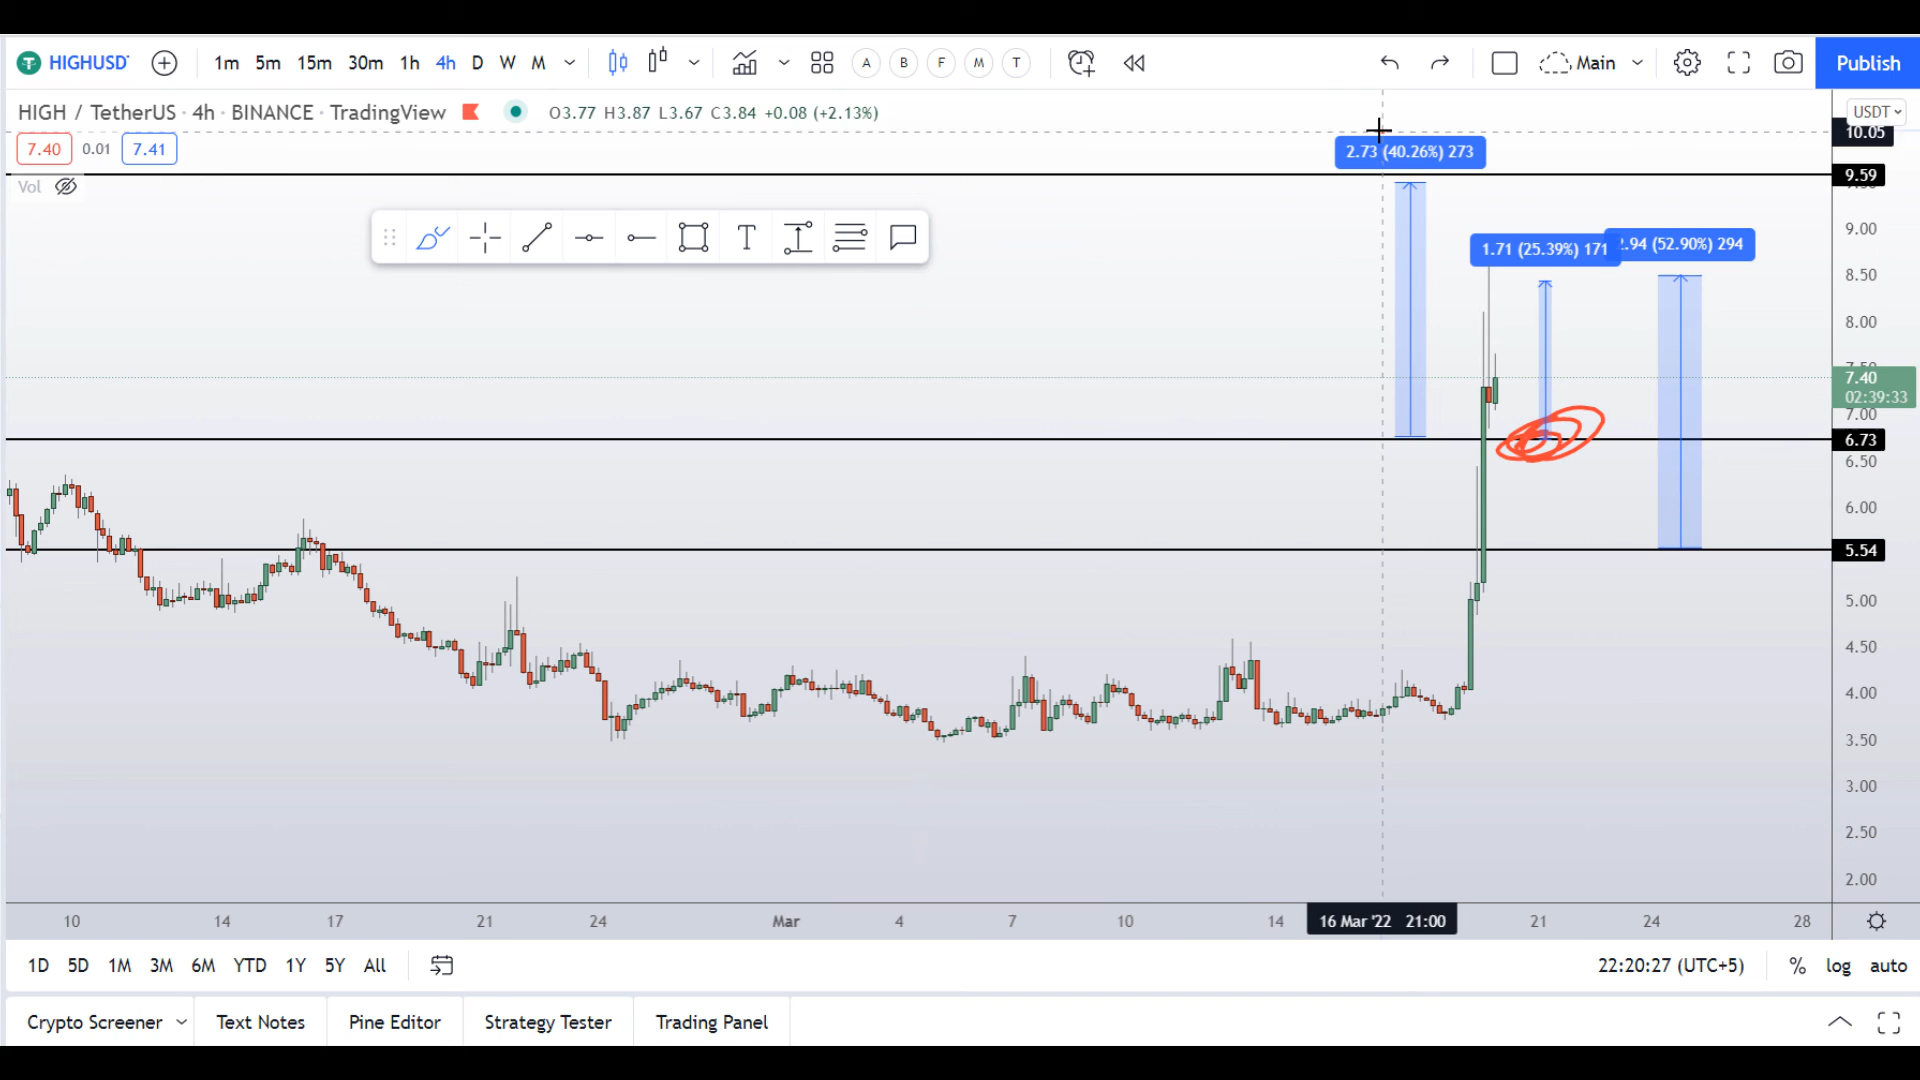 HIGHUSDT 1m 5m 15m 30m 1h 4h D W M A B F M T Main Publish
HIGH / TetherUS · 4h · BINANCE · TradingView O3.77 H3.87 L3.67 C3.84 +0.08 (+2.13%)
USDT
10.05
7.40 0.01 7.41
2.73 (40.26%) 273
Vol
9.59
9.00
T
1.71 (25.39%) 171
2.94 (52.90%) 294
8.50
8.00
7.40
02:39:33
7.00
6.73
6.50
6.00
5.54
5.00
4.50
4.00
3.50
3.00
2.50
2.00
10 14 17 21 24 Mar 4 7 10 14 16 Mar '22 21:00 21 24 28
1D 5D 1M 3M 6M YTD 1Y 5Y All 22:20:27 (UTC+5) % log auto
Crypto Screener Text Notes Pine Editor Strategy Tester Trading Panel